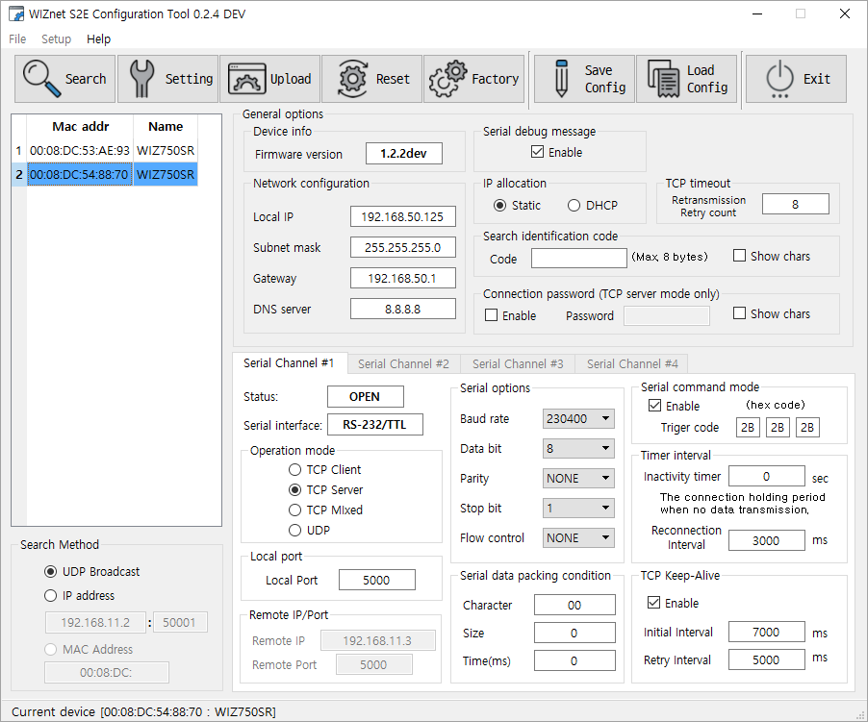 WIZnet S2E Configuration Tool 0.2.4 DEV
File Setup Help
Search Setting Upload Reset Factory Save Config Load Config Exit
Mac addr Name
1 00:08:DC:53:AE:93 WIZ750SR
2 00:08:DC:54:88:70 WIZ750SR
Search Method
UDP Broadcast
IP address
192.168.11.2 : 50001
MAC Address
00:08:DC:
General options
Device info
Firmware version 1.2.2dev
Serial debug message
Enable
Network configuration
Local IP 192.168.50.125
Subnet mask 255.255.255.0
Gateway 192.168.50.1
DNS server 8.8.8.8
IP allocation
Static DHCP
TCP timeout
Retransmission
Retry count 8
Search identification code
Code (Max, 8 bytes) Show chars
Connection password (TCP server mode only)
Enable Password Show chars
Serial Channel #1 Serial Channel #2 Serial Channel #3 Serial Channel #4
Status: OPEN
Serial interface: RS-232/TTL
Operation mode
TCP Client
TCP Server
TCP MIxed
UDP
Local port
Local Port 5000
Remote IP/Port
Remote IP 192.168.11.3
Remote Port 5000
Serial options
Baud rate 230400
Data bit 8
Parity NONE
Stop bit 1
Flow control NONE
Serial data packing condition
Character 00
Size 0
Time(ms) 0
Serial command mode
Enable (hex code)
Triger code 2B 2B 2B
Timer interval
Inactivity timer 0 sec
The connection holding period
when no data transmission,
Reconnection
Interval 3000 ms
TCP Keep-Alive
Enable
Initial Interval 7000 ms
Retry Interval 5000 ms
Current device [00:08:DC:54:88:70 : WIZ750SR]